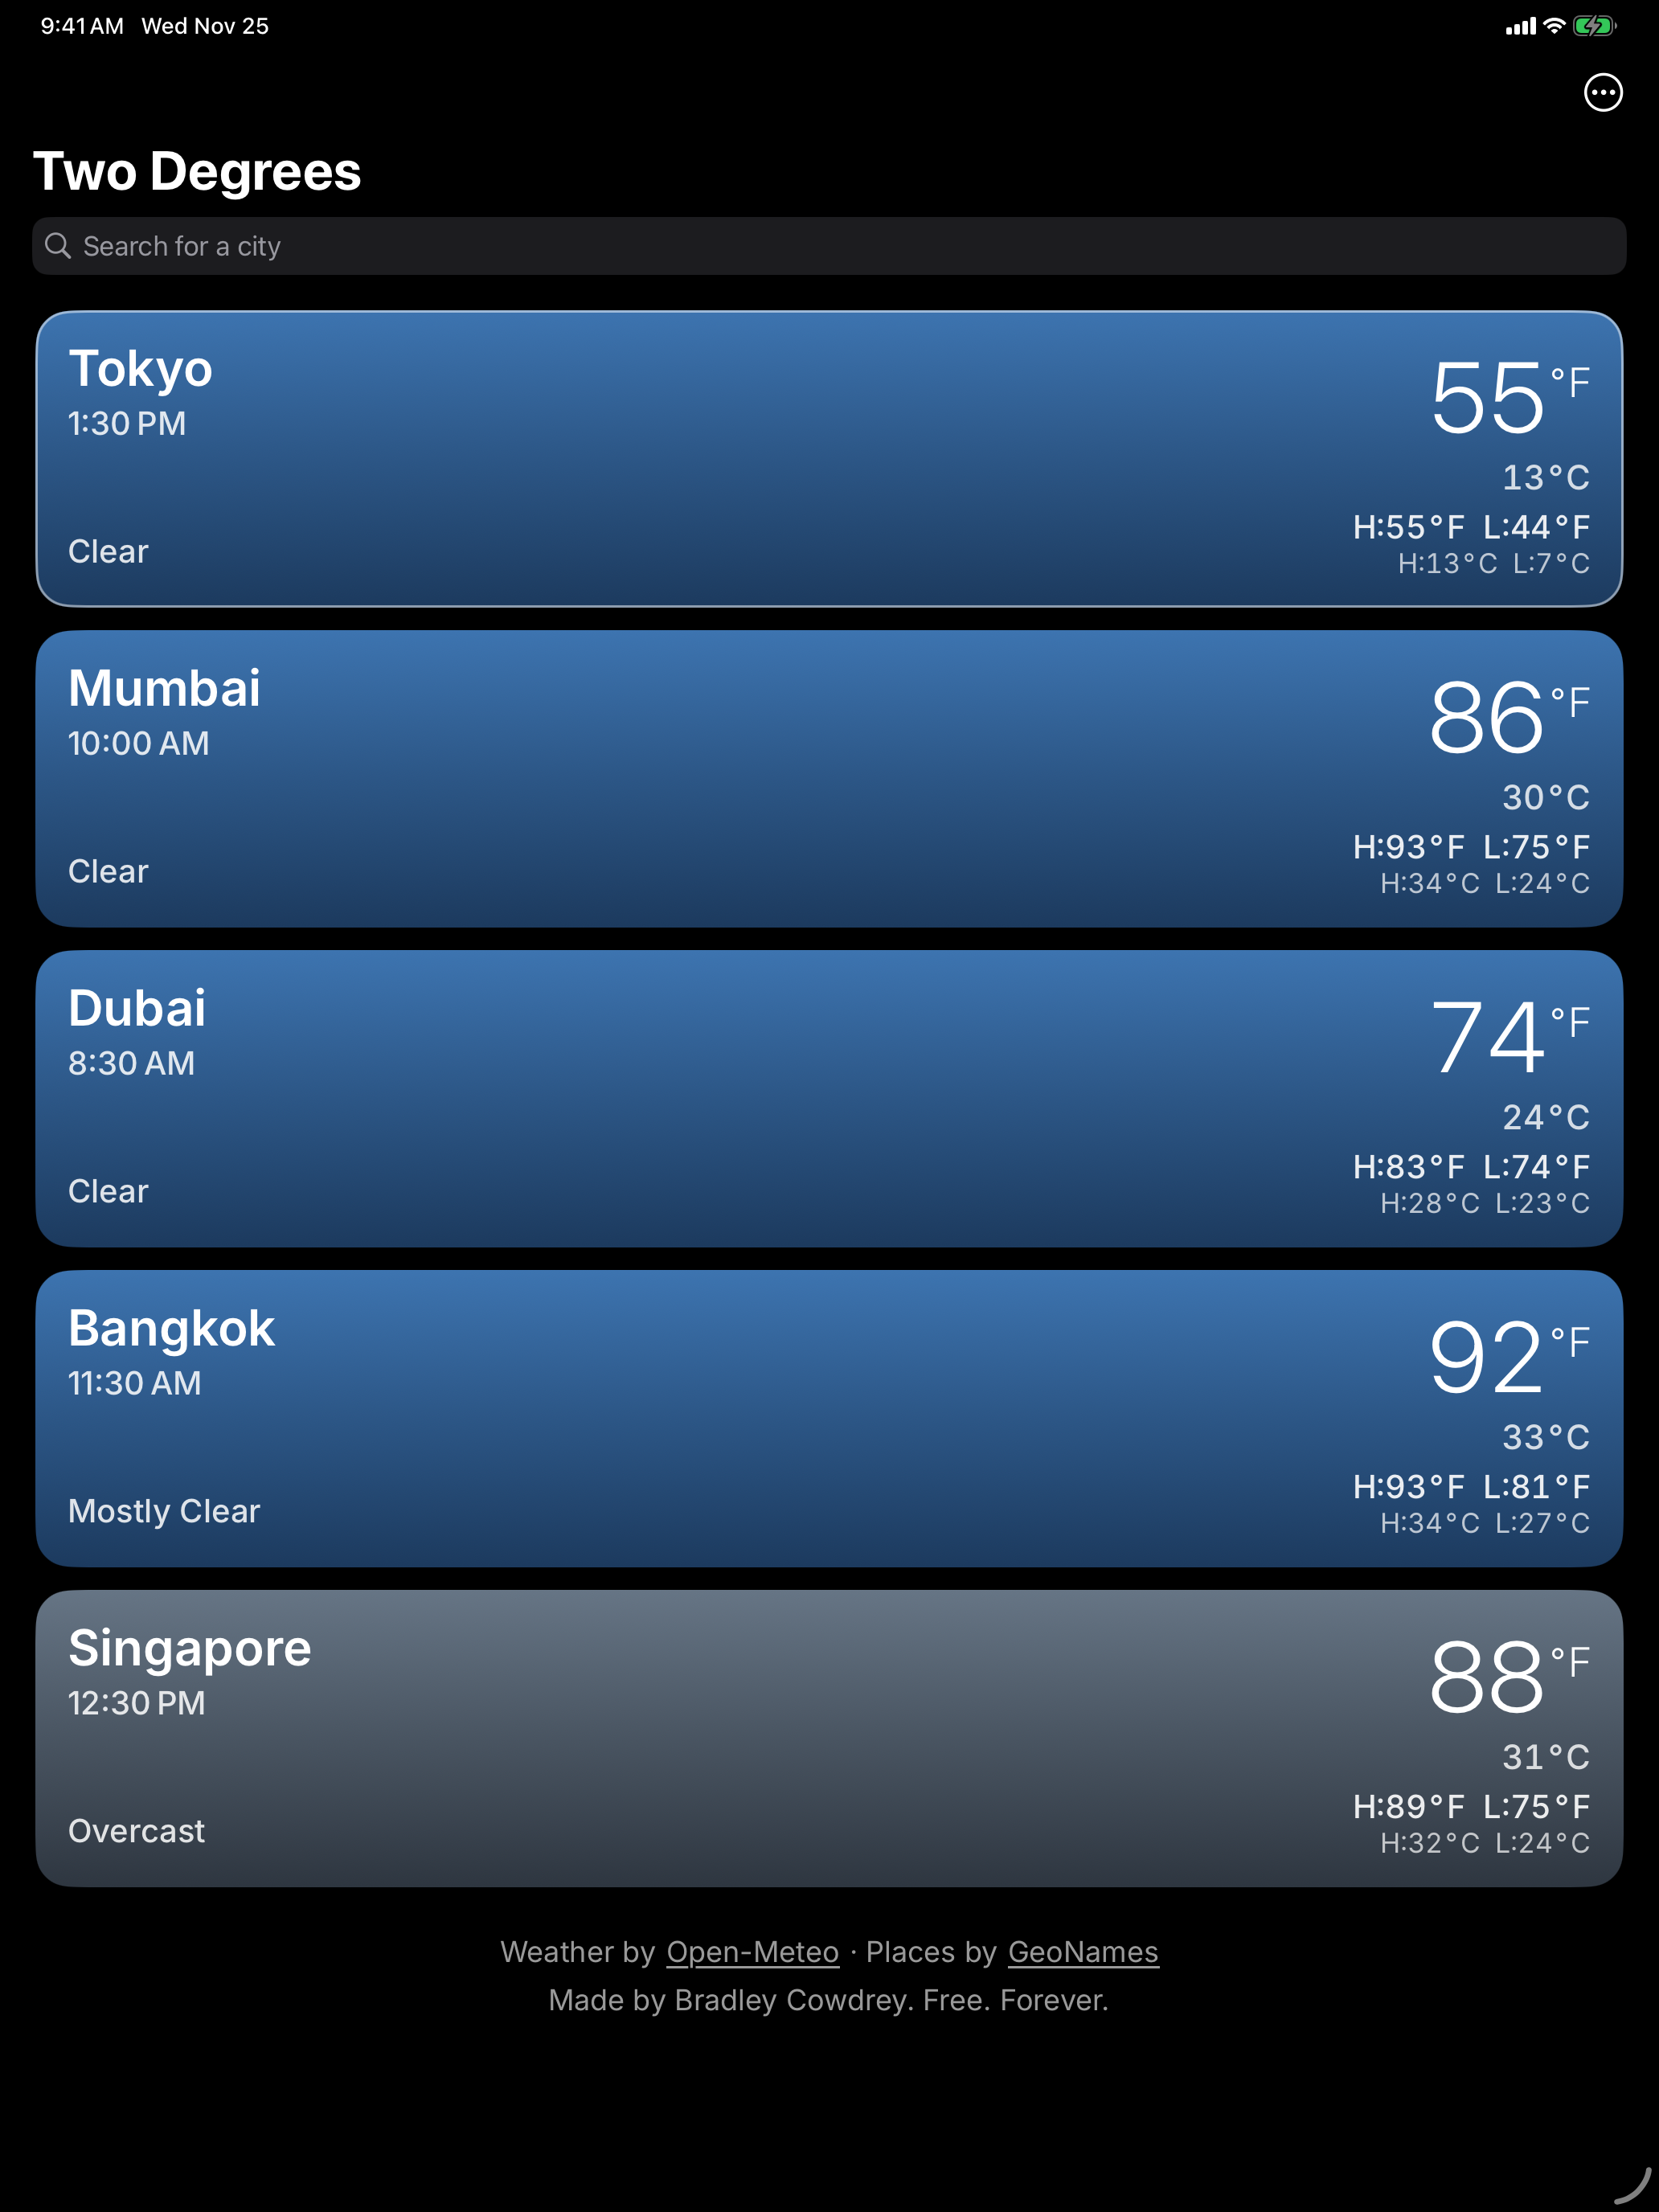 9:41 AM Wed Nov 25
Two Degrees
Search for a city
Tokyo
1:30 PM
Clear
55°F
13°C
H:55°F L:44°F
H:13°C L:7°C
Mumbai
10:00 AM
Clear
86°F
30°C
H:93°F L:75°F
H:34°C L:24°C
Dubai
8:30 AM
Clear
74°F
24°C
H:83°F L:74°F
H:28°C L:23°C
Bangkok
11:30 AM
Mostly Clear
92°F
33°C
H:93°F L:81°F
H:34°C L:27°C
Singapore
12:30 PM
Overcast
88°F
31°C
H:89°F L:75°F
H:32°C L:24°C
Weather by Open-Meteo · Places by GeoNames
Made by Bradley Cowdrey. Free. Forever.